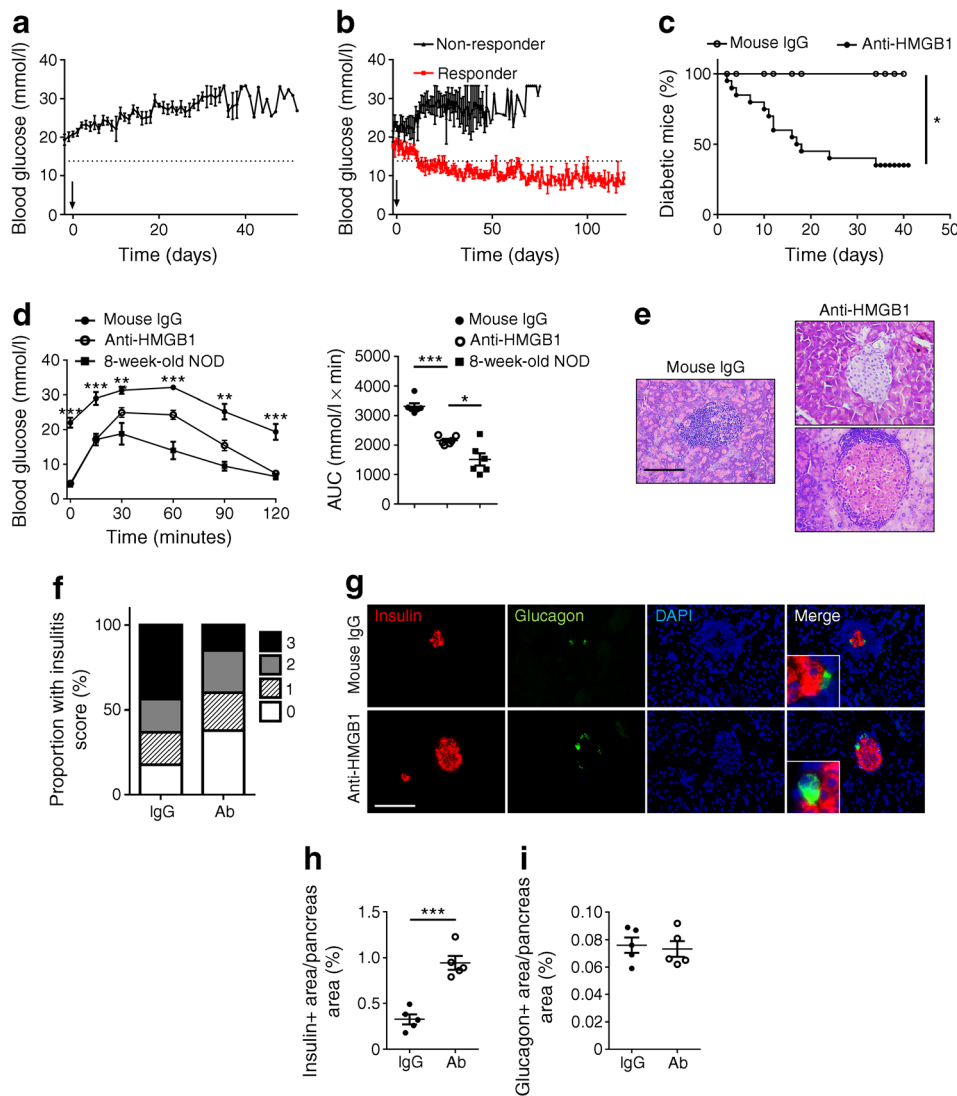 a
Blood glucose (mmol/l)
40
30
20
10
0
0
20
40
Time (days)
b
Non-responder
Responder
Blood glucose (mmol/l)
40
30
20
10
0
0
50
100
Time (days)
c
Mouse IgG
Anti-HMGB1
Diabetic mice (%)
100
50
0
0
10
20
30
40
50
*
Time (days)
d
Mouse IgG
Anti-HMGB1
8-week-old NOD
Blood glucose (mmol/l)
40
30
20
10
0
***
***
**
***
**
***
0
30
60
90
120
Time (minutes)
Mouse IgG
Anti-HMGB1
8-week-old NOD
AUC (mmol/l × min)
5000
4000
3000
2000
1000
0
***
*
e
Mouse IgG
Anti-HMGB1
f
Proportion with insulitis
score (%)
100
50
0
IgG
Ab
3
2
1
0
g
Insulin
Glucagon
DAPI
Merge
Mouse IgG
Anti-HMGB1
h
Insulin+ area/pancreas
area (%)
1.5
1.0
0.5
0
***
IgG
Ab
i
Glucagon+ area/pancreas
area (%)
0.10
0.08
0.06
0.04
0.02
0
IgG
Ab